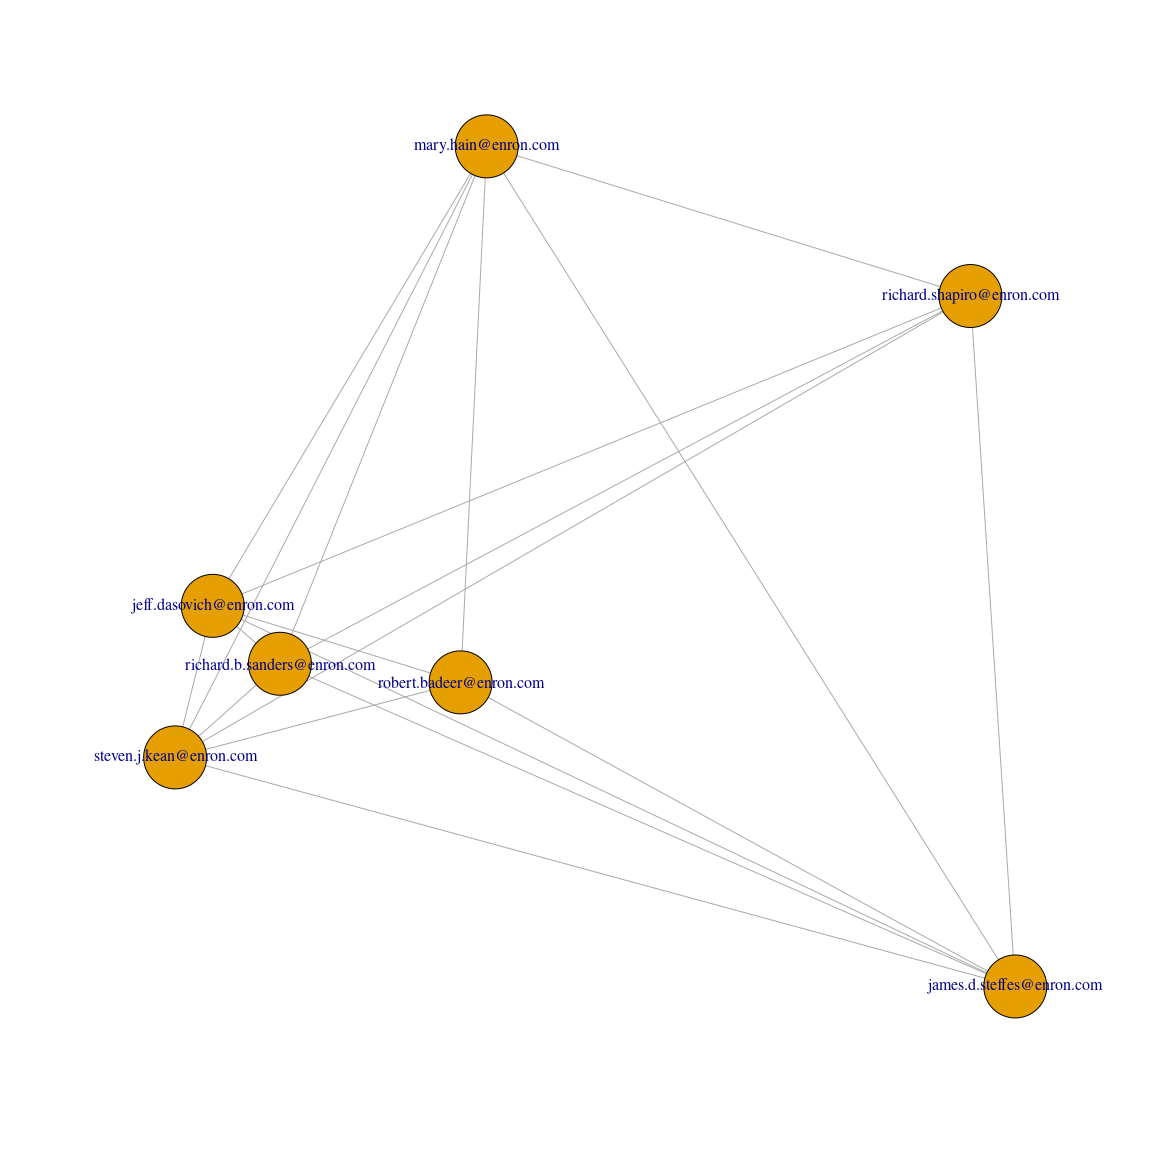 mary.hain@enron.com
richard.shapiro@enron.com
jeff.dasovich@enron.com
richard.b.sanders@enron.com
robert.badeer@enron.com
steven.j.kean@enron.com
james.d.steffes@enron.com